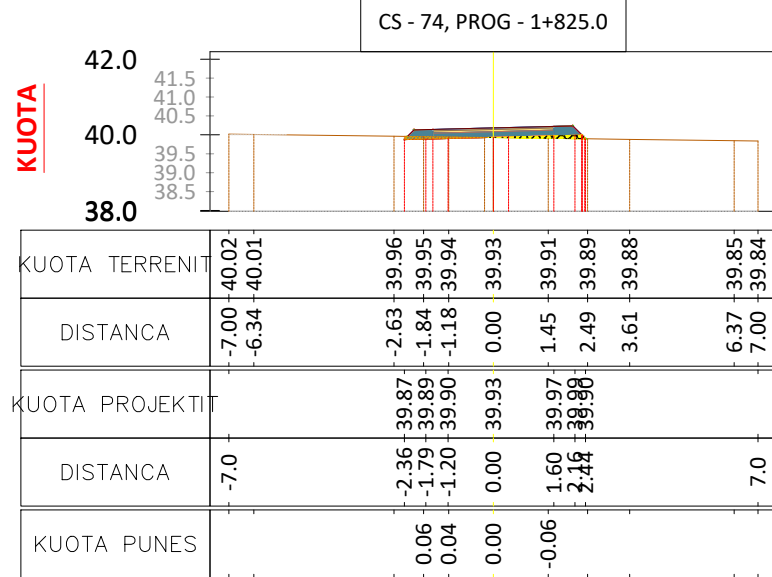 CS - 74, PROG - 1+825.0
KUOTA
42.0
41.5
41.0
40.5
40.0
39.5
39.0
38.5
38.0
KUOTA TERRENIT 40.02 40.01 39.96 39.95 39.94 39.93 39.91 39.89 39.88 39.85 39.84
DISTANCA -7.00 -6.34 -2.63 -1.84 -1.18 0.00 1.45 2.49 3.61 6.37 7.00
KUOTA PROJEKTIT 39.87 39.89 39.90 39.93 39.97 39.99 39.90
DISTANCA -7.0 -2.36 -1.79 -1.20 0.00 1.60 2.16 2.44 7.0
KUOTA PUNES 0.06 0.04 0.00 -0.06